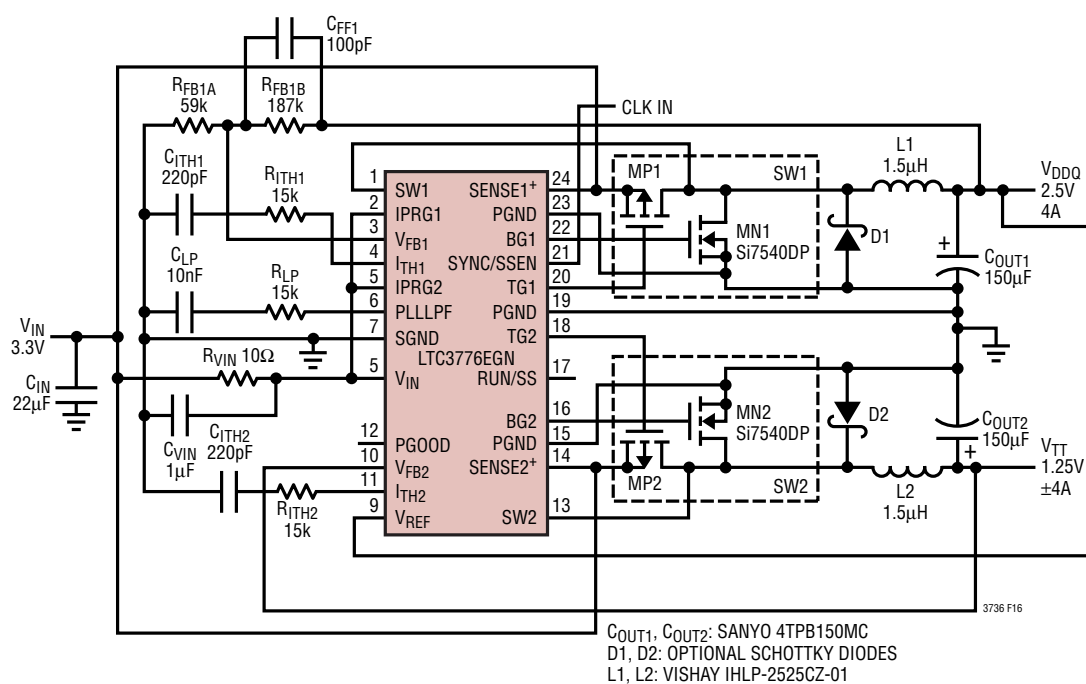 CFF1
100pF
RFB1A
59k
RFB1B
187k
CLK IN
CITH1
220pF
RITH1
15k
CLP
10nF
RLP
15k
VIN
3.3V
CIN
22µF
RVIN 10Ω
CVIN
1µF
CITH2
220pF
RITH2
15k
1 SW1
2 IPRG1
3 VFB1
4 ITH1
5 IPRG2
6 PLLLPF
7 SGND
LTC3776EGN
5 VIN
12 PGOOD
10 VFB2
11 ITH2
9 VREF
SENSE1+ 24
PGND 23
BG1 22
SYNC/SSEN 21
TG1 20
PGND 19
TG2 18
RUN/SS 17
BG2 16
PGND 15
SENSE2+ 14
SW2 13
MP1
SW1
MN1
Si7540DP
D1
L1
1.5µH
VDDQ
2.5V
4A
+
COUT1
150µF
MN2
Si7540DP
MP2
SW2
D2
L2
1.5µH
COUT2
150µF
+
VTT
1.25V
±4A
3736 F16
COUT1, COUT2: SANYO 4TPB150MC
D1, D2: OPTIONAL SCHOTTKY DIODES
L1, L2: VISHAY IHLP-2525CZ-01